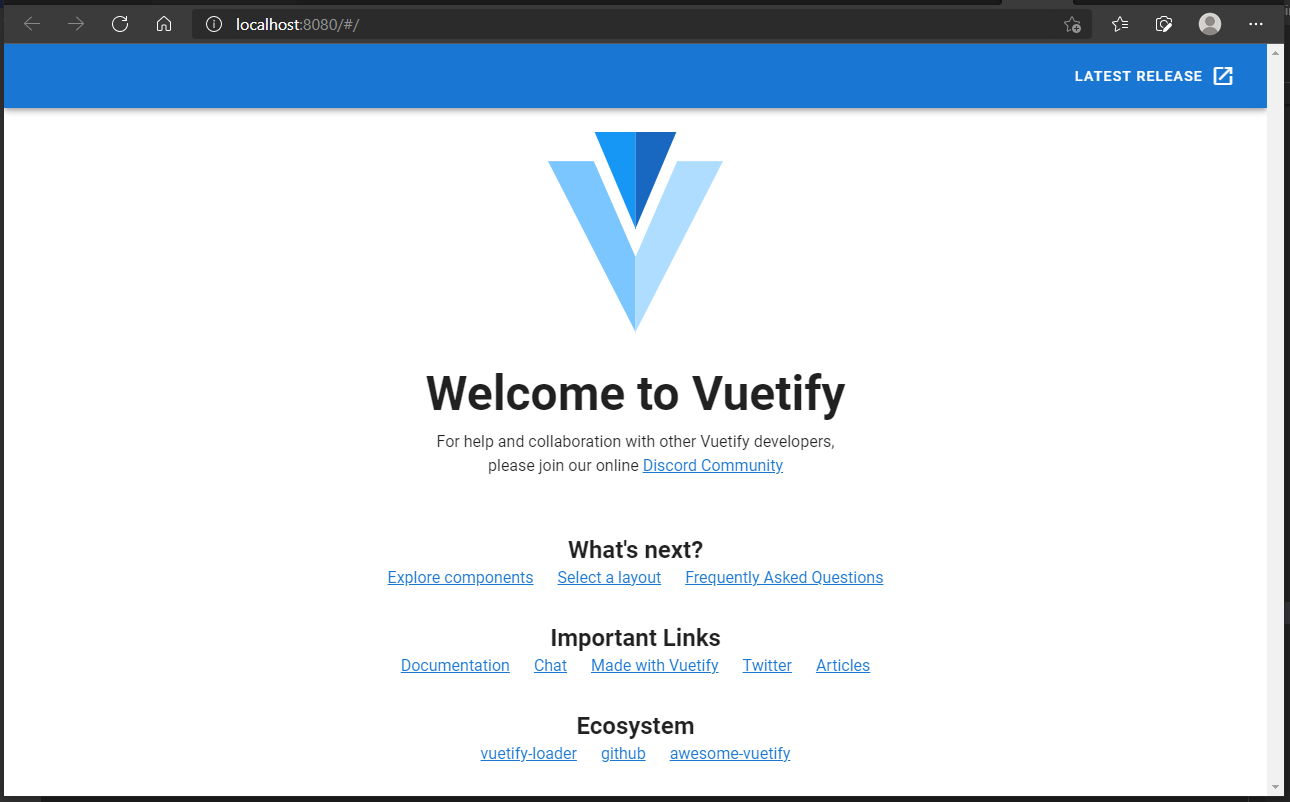 localhost:8080/#/
LATEST RELEASE
Welcome to Vuetify
For help and collaboration with other Vuetify developers,
please join our online Discord Community
What's next?
Explore components Select a layout Frequently Asked Questions
Important Links
Documentation Chat Made with Vuetify Twitter Articles
Ecosystem
vuetify-loader github awesome-vuetify